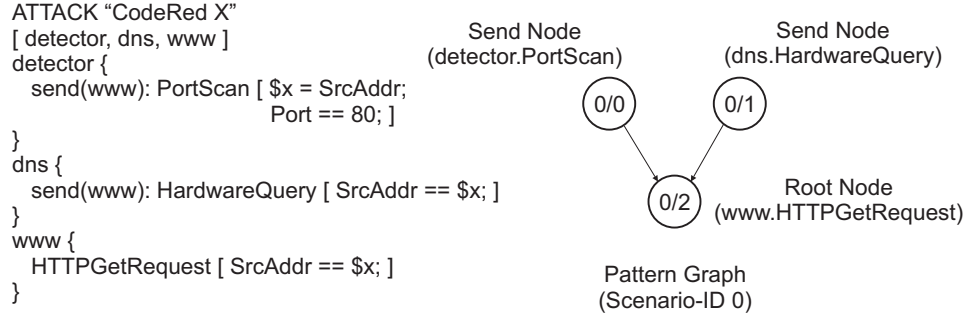 ATTACK “CodeRed X”
[ detector, dns, www ]
detector {
send(www): PortScan [ $x = SrcAddr;
Port == 80; ]
}
dns {
send(www): HardwareQuery [ SrcAddr == $x; ]
}
www {
HTTPGetRequest [ SrcAddr == $x; ]
}
Send Node
(detector.PortScan)
Send Node
(dns.HardwareQuery)
0/0
0/1
0/2
Root Node
(www.HTTPGetRequest)
Pattern Graph
(Scenario-ID 0)